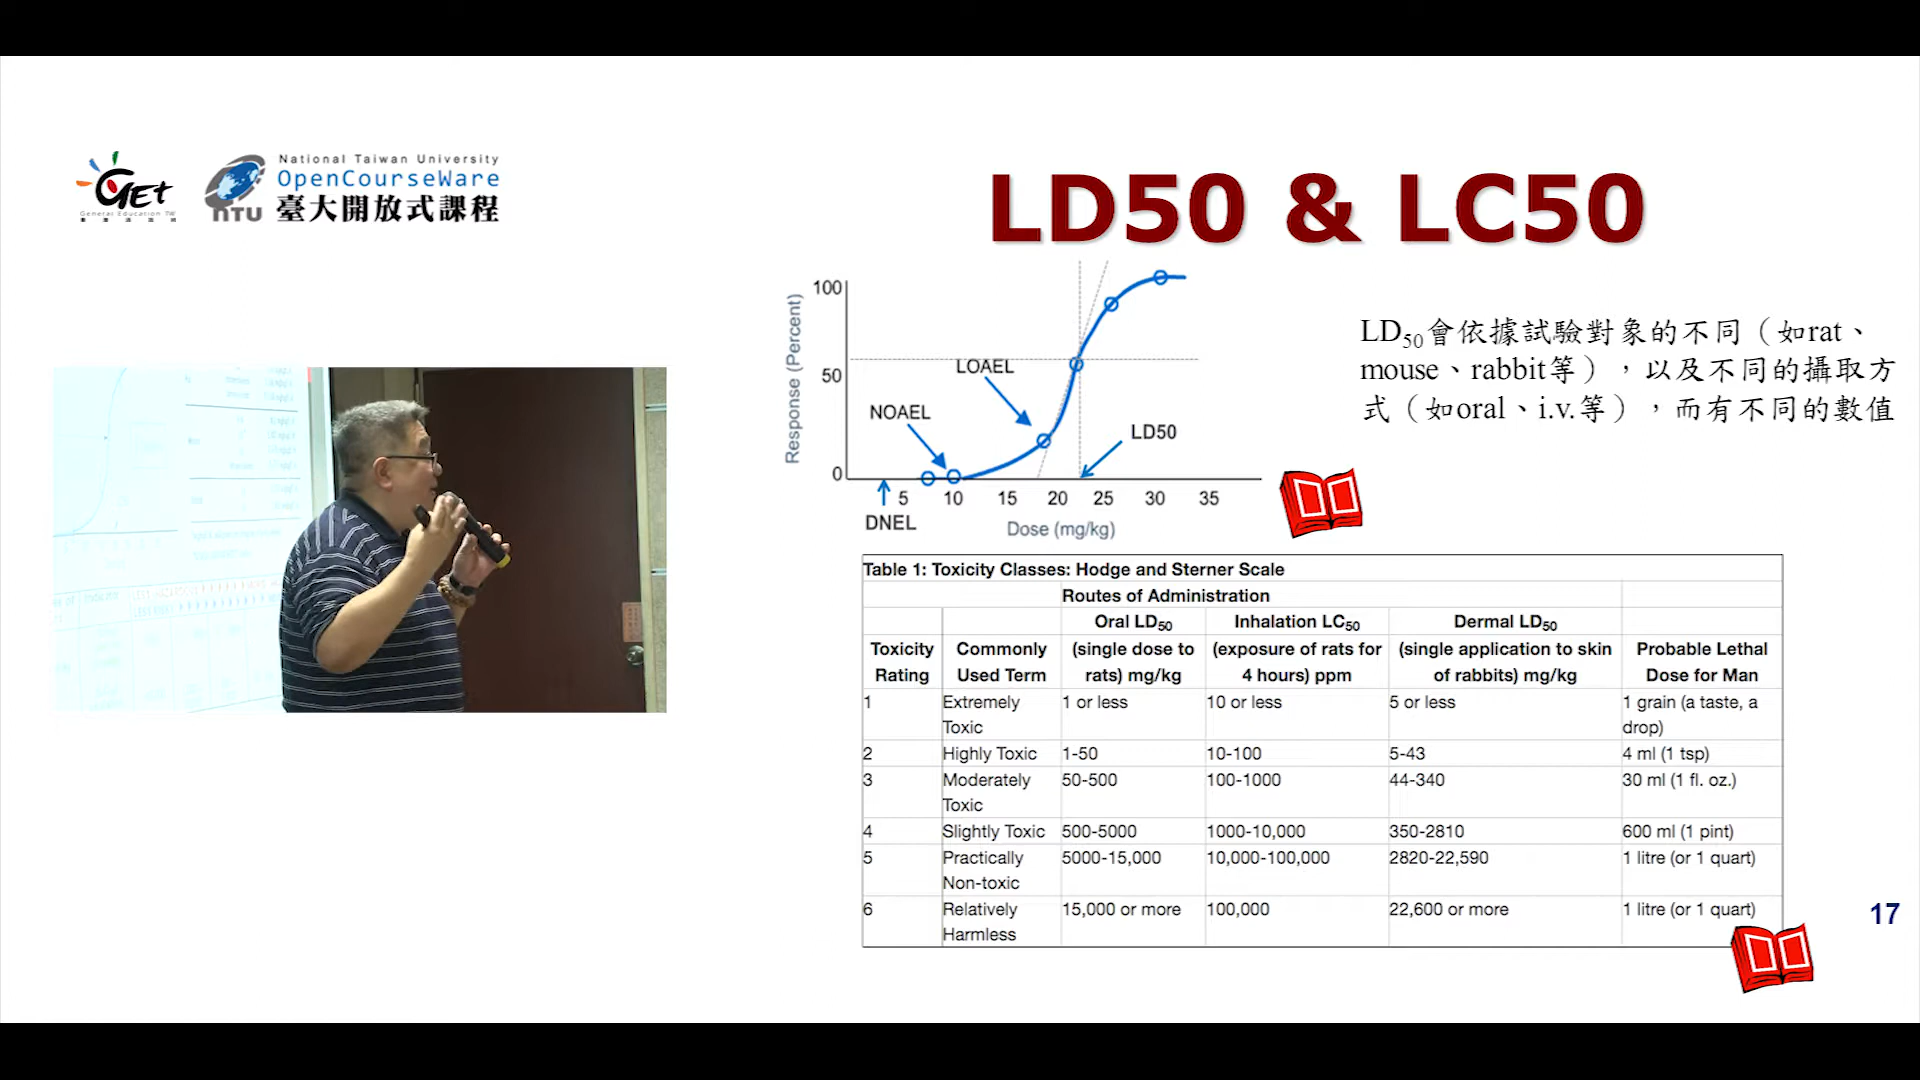 GEt
General Education TW
NTU
National Taiwan University
OpenCourseWare
臺大開放式課程
LD50 & LC50
Response (Percent)
100
50
0
LOAEL
NOAEL
LD50
5 10 15 20 25 30 35
DNEL
Dose (mg/kg)
LD50會依據試驗對象的不同（如rat、
mouse、rabbit等），以及不同的攝取方
式（如oral、i.v.等），而有不同的數值
Table 1: Toxicity Classes: Hodge and Sterner Scale
Routes of Administration
Oral LD50 Inhalation LC50 Dermal LD50
Toxicity Commonly (single dose to (exposure of rats for (single application to skin Probable Lethal
Rating Used Term rats) mg/kg 4 hours) ppm of rabbits) mg/kg Dose for Man
1 Extremely 1 or less 10 or less 5 or less 1 grain (a taste, a
Toxic drop)
2 Highly Toxic 1-50 10-100 5-43 4 ml (1 tsp)
3 Moderately 50-500 100-1000 44-340 30 ml (1 fl. oz.)
Toxic
4 Slightly Toxic 500-5000 1000-10,000 350-2810 600 ml (1 pint)
5 Practically 5000-15,000 10,000-100,000 2820-22,590 1 litre (or 1 quart)
Non-toxic
6 Relatively 15,000 or more 100,000 22,600 or more 1 litre (or 1 quart)
Harmless
17